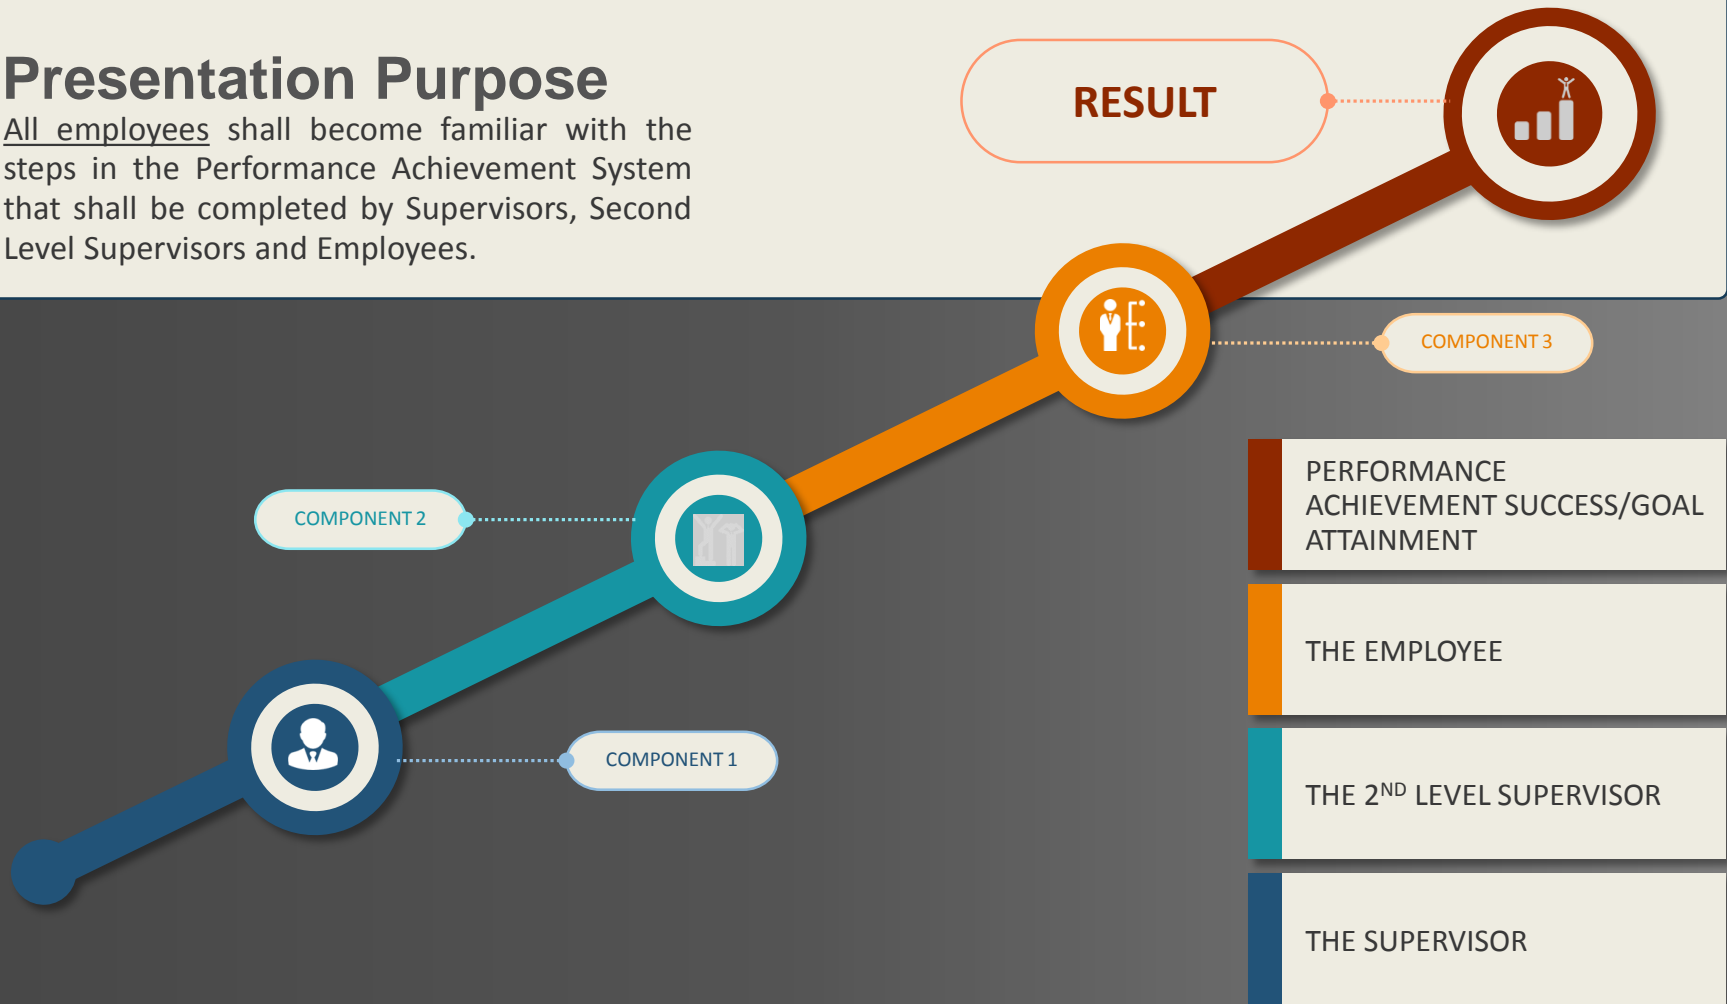 Presentation Purpose
All employees shall become familiar with the
steps in the Performance Achievement System
that shall be completed by Supervisors, Second
Level Supervisors and Employees.
RESULT
COMPONENT 3
COMPONENT 2
COMPONENT 1
PERFORMANCE
ACHIEVEMENT SUCCESS/GOAL
ATTAINMENT
THE EMPLOYEE
THE 2ND LEVEL SUPERVISOR
THE SUPERVISOR